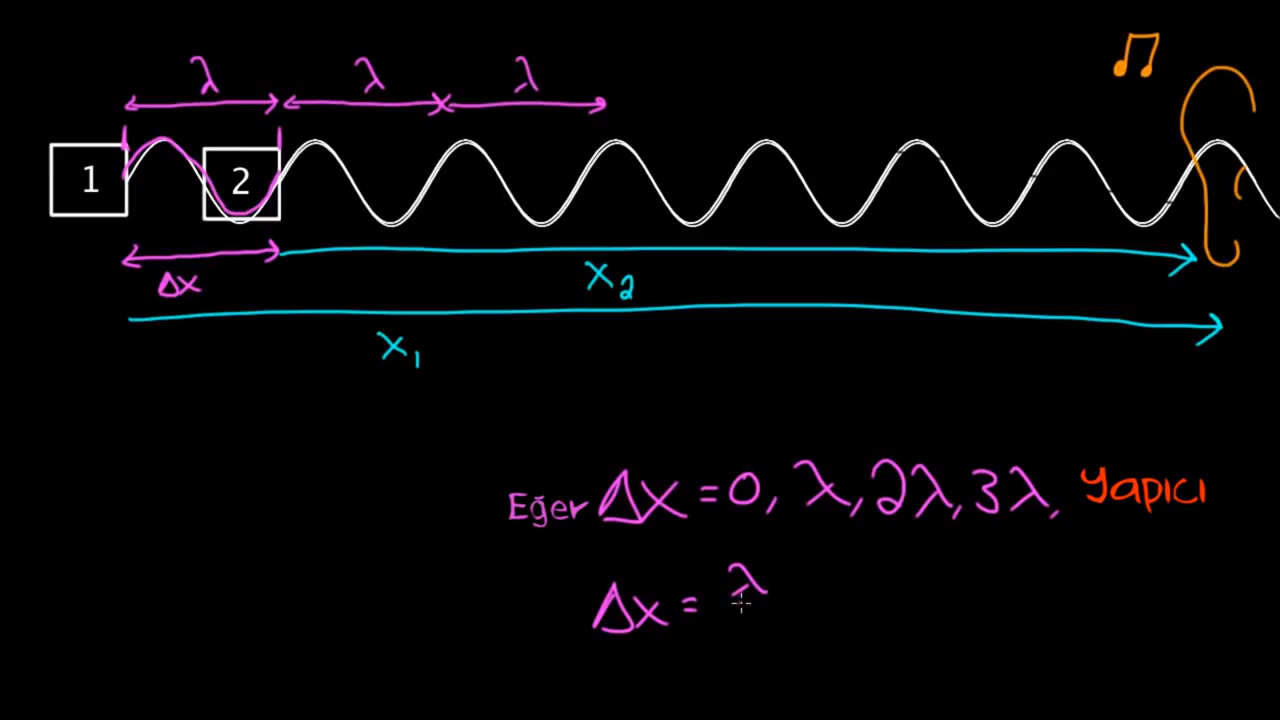 λ λ λ
1 2
Δx
x₂
x₁
Eğer Δx = 0, λ, 2λ, 3λ, Yapıcı
Δx = λ